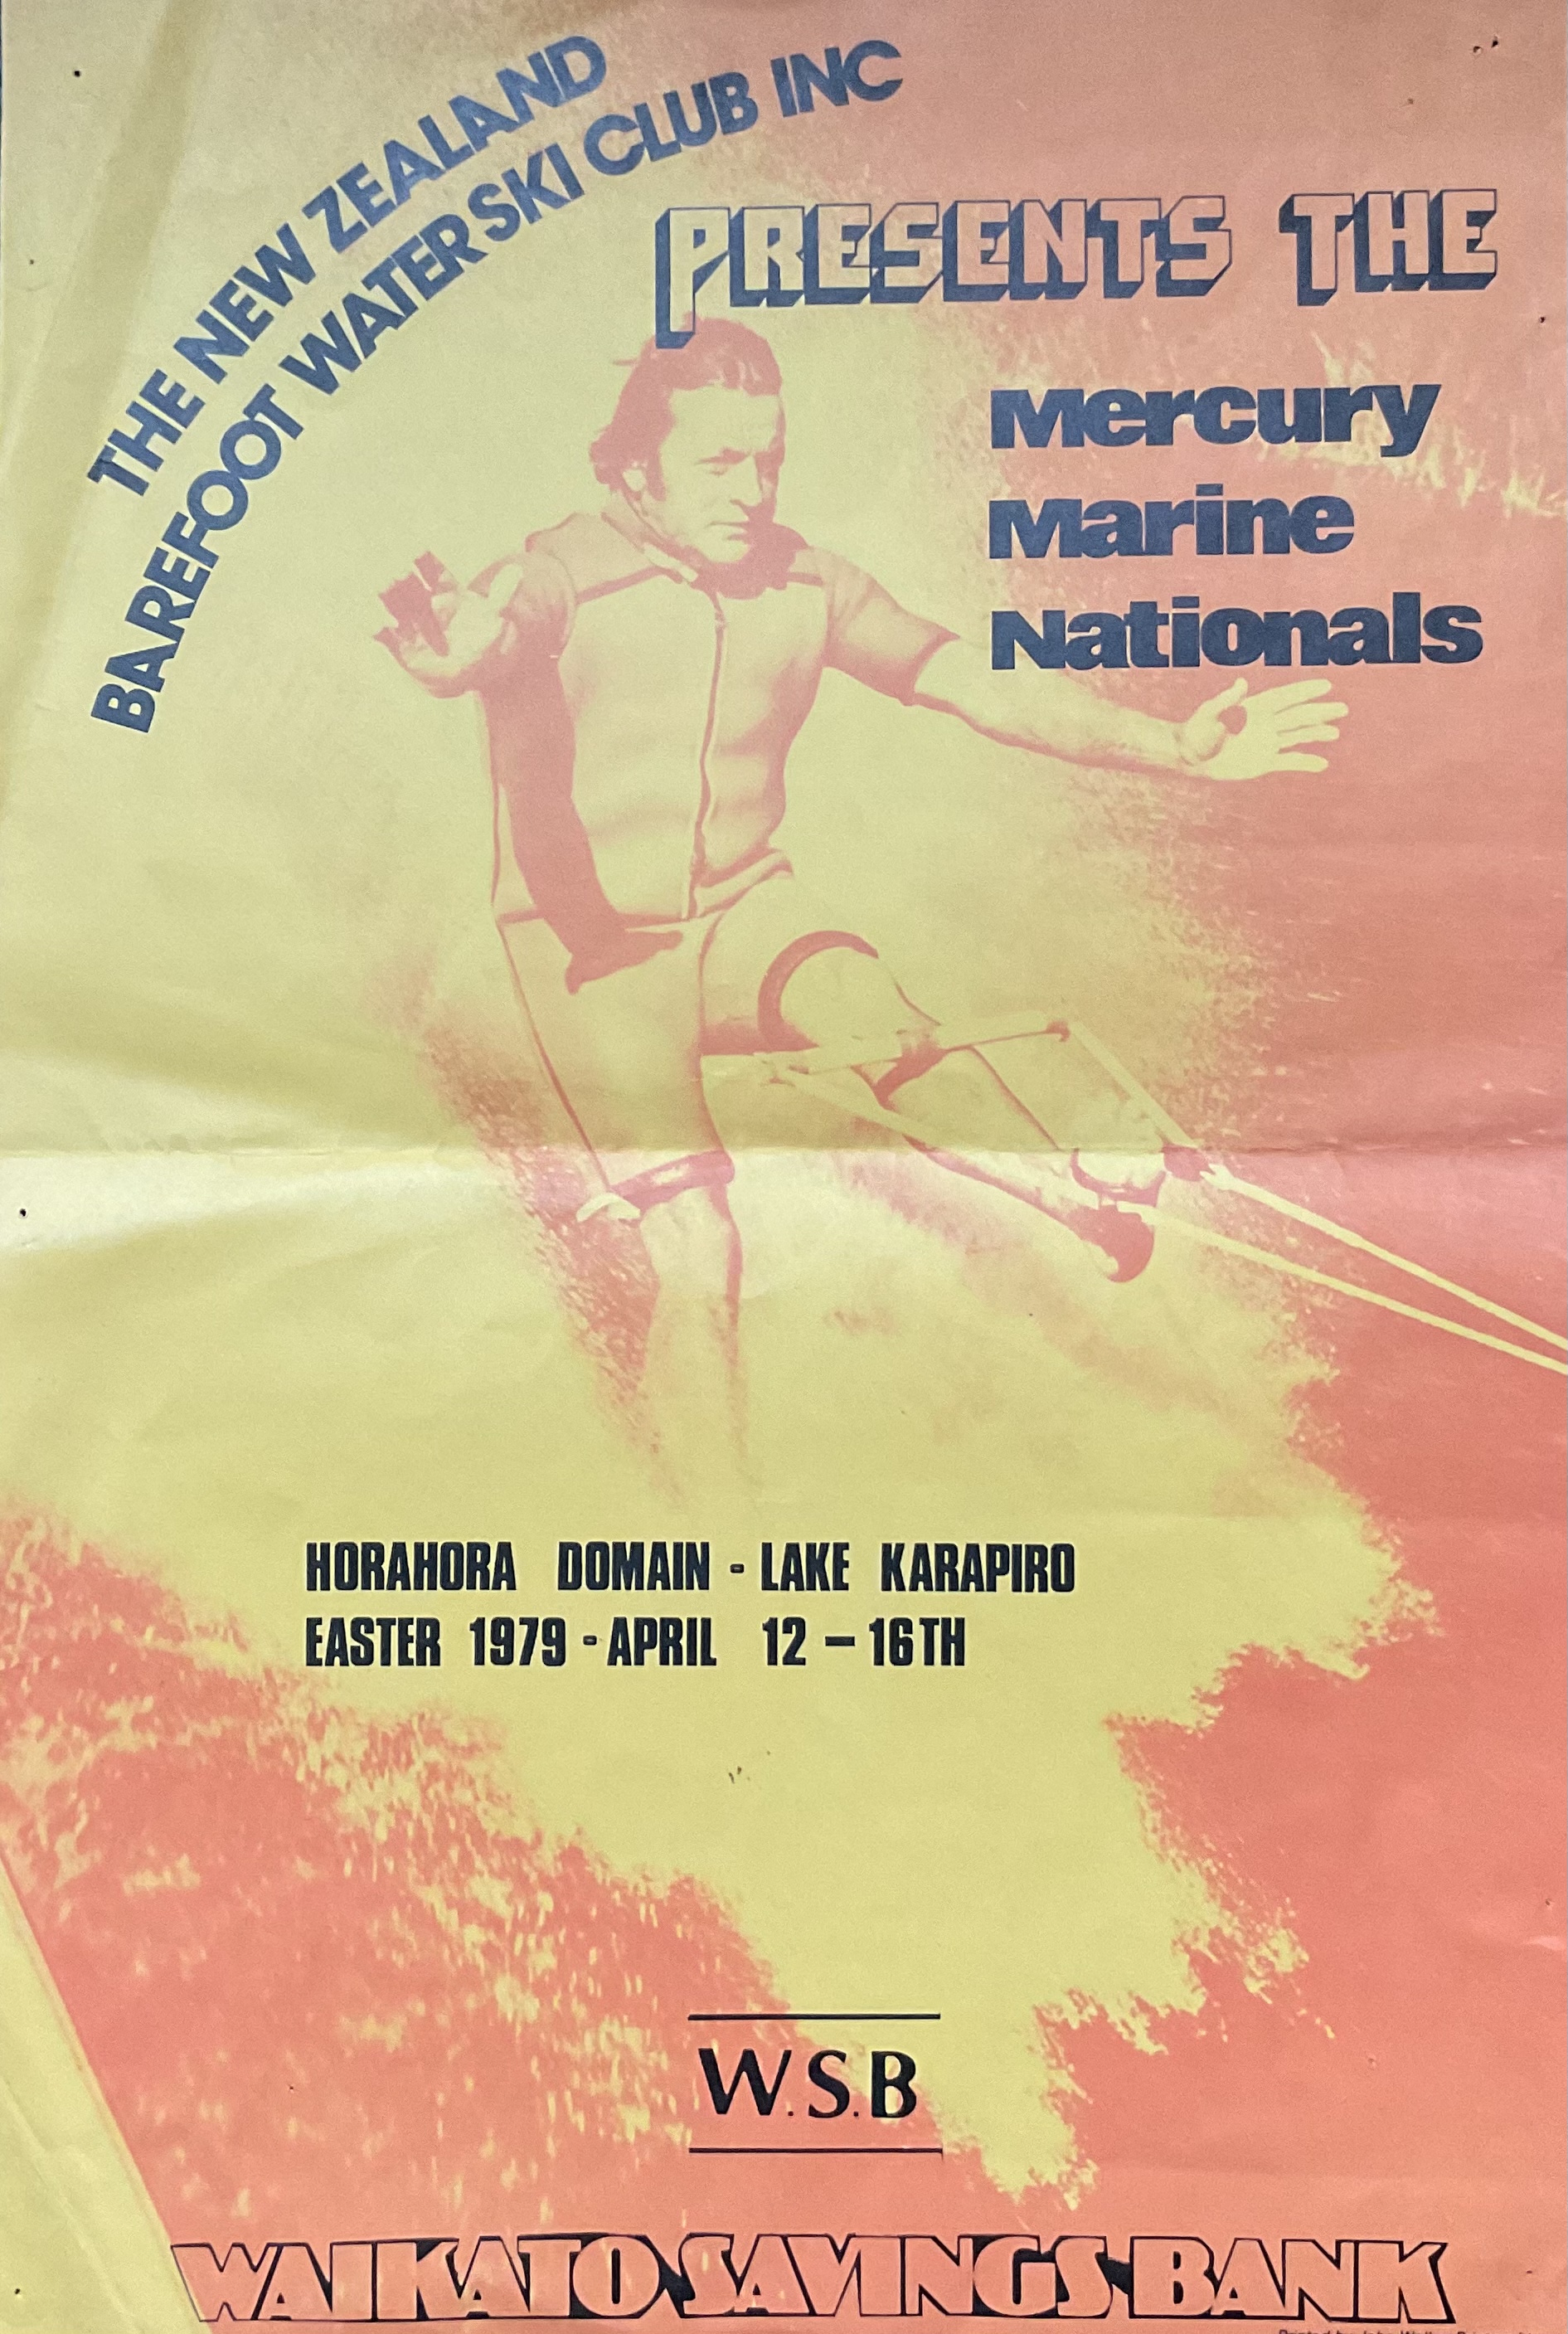 THE NEW ZEALAND
BAREFOOT WATER SKI CLUB INC
PRESENTS THE
Mercury
Marine
Nationals
HORAHORA DOMAIN - LAKE KARAPIRO
EASTER 1979 - APRIL 12 - 16TH
W.S.B
WAIKATO SAVINGS BANK